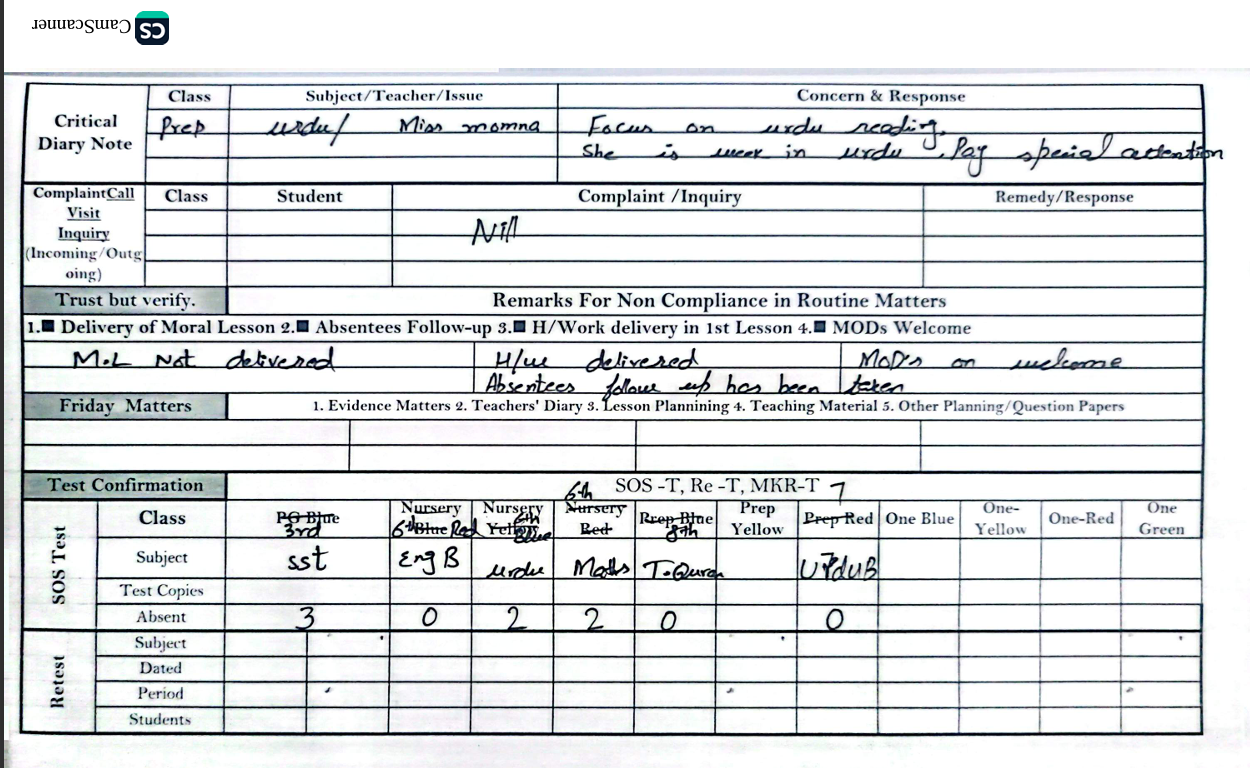 CamScanner CS
Critical Diary Note Class Subject/Teacher/Issue Concern & Response
Prep urdu/ Miss momna Focus on urdu reading,
She is week in urdu, Pay special attention
ComplaintCall Visit Inquiry (Incoming/Outgoing) Class Student Complaint /Inquiry Remedy/Response
Nill
Trust but verify. Remarks For Non Compliance in Routine Matters
1.■ Delivery of Moral Lesson 2.■ Absentees Follow-up 3.■ H/Work delivery in 1st Lesson 4.■ MODs Welcome
M.L Not delivered H/w delivered MoD's on welcome
Absentees follow up has been taken
Friday Matters 1. Evidence Matters 2. Teachers' Diary 3. Lesson Plannining 4. Teaching Material 5. Other Planning/Question Papers
Test Confirmation SOS -T, Re -T, MKR-T
SOS Test
Class PG Blue 3rd Nursery Blue 6th Red Nursery Yellow 6th Blue Nursery Red 6th Prep Blue 8th Prep Yellow Prep Red 7 One Blue One-Yellow One-Red One Green
Subject sst Eng B urdu Maths T.Quran UrduB
Test Copies
Absent 3 0 2 2 0 0
Retest
Subject
Dated
Period
Students